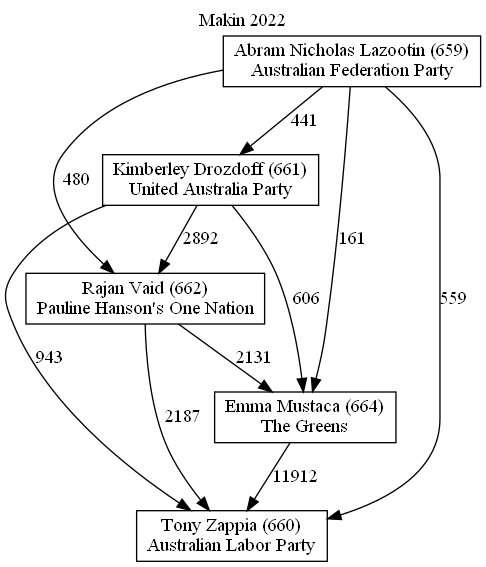 Makin 2022
Abram Nicholas Lazootin (659)
Australian Federation Party
441
Kimberley Drozdoff (661)
United Australia Party
480
2892
161
Rajan Vaid (662)
Pauline Hanson's One Nation
606
559
943
2131
2187
Emma Mustaca (664)
The Greens
11912
Tony Zappia (660)
Australian Labor Party